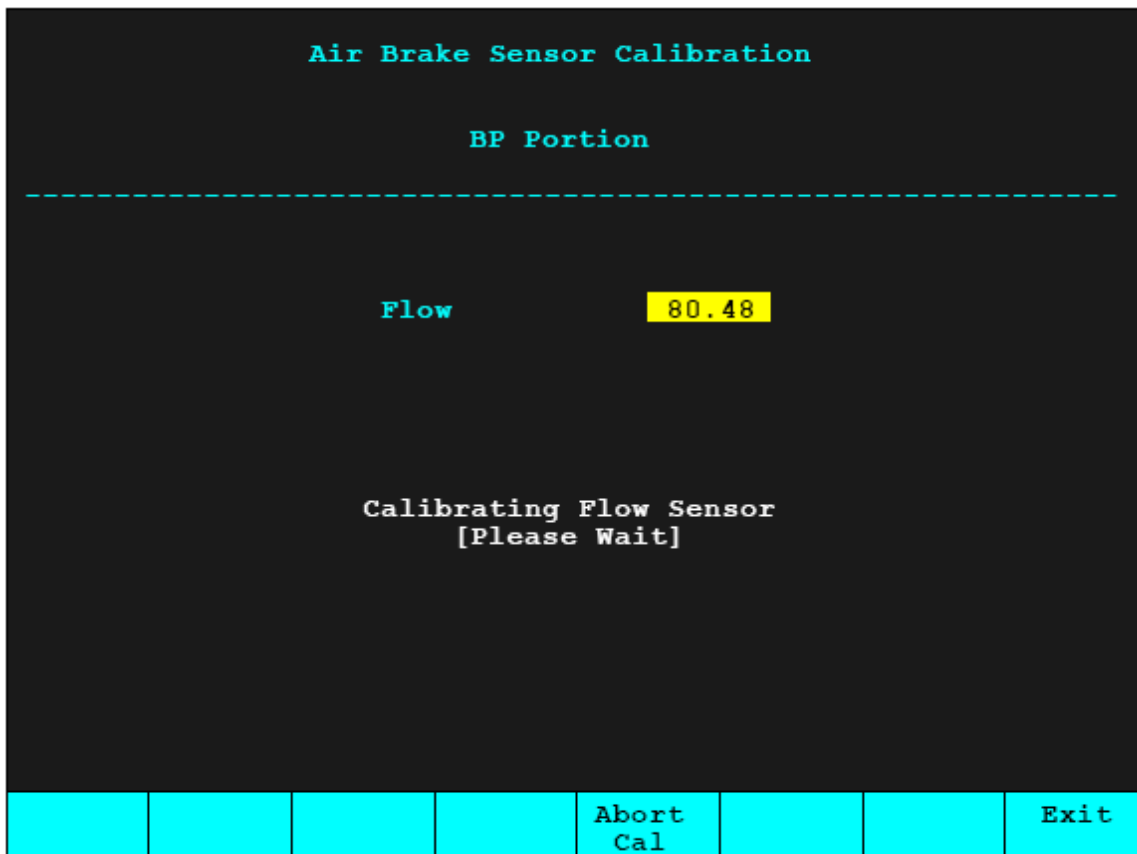 Air Brake Sensor Calibration
BP Portion
--------------------------------------------------------------
Flow 80.48
Calibrating Flow Sensor
[Please Wait]
Abort Cal
Exit